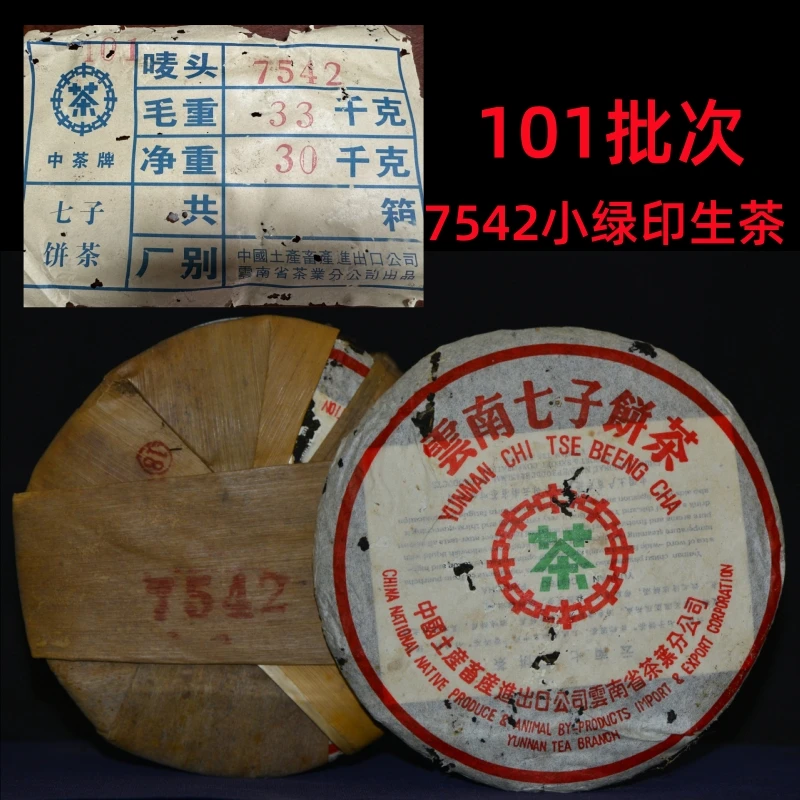 101
唛头 7542
毛重 33 千克
净重 30 千克
茶
中茶牌
七子
饼茶
共 箱
厂别
中國土產畜產進出口公司
雲南省茶業分公司出品
101批次
7542小绿印生茶
7542
雲南七子餅茶
YUNNAN CHI TSE BEENG CHA
茶
中國土產畜產進出口公司雲南省茶葉分公司
CHINA NATIONAL NATIVE PRODUCE & ANIMAL BY-PRODUCTS IMPORT & EXPORT CORPORATION
YUNNAN TEA BRANCH